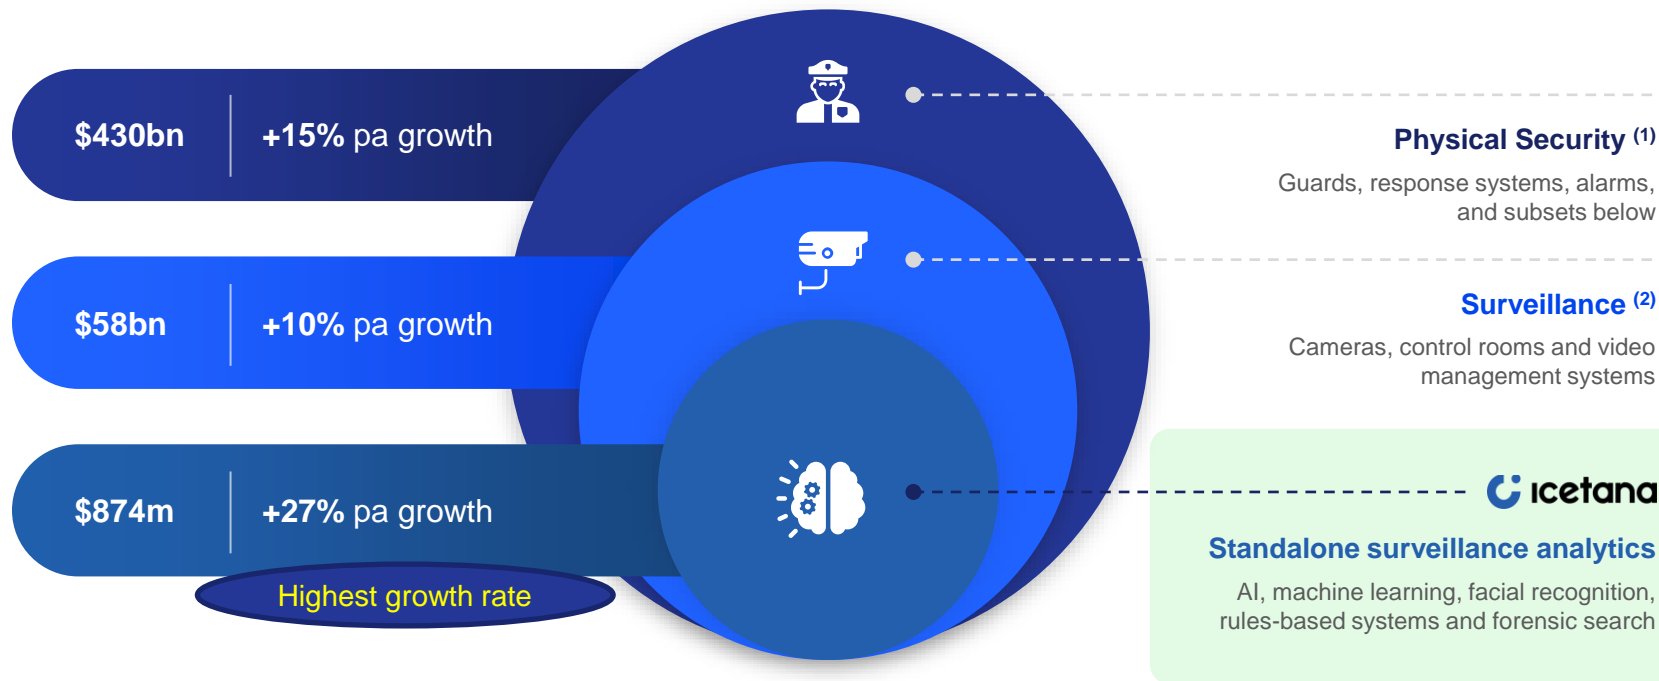 $430bn
+15% pa growth
Physical Security (1)
Guards, response systems, alarms,
and subsets below
$58bn
+10% pa growth
Surveillance (2)
Cameras, control rooms and video
management systems
$874m
+27% pa growth
Highest growth rate
icetana
Standalone surveillance analytics
AI, machine learning, facial recognition,
rules-based systems and forensic search